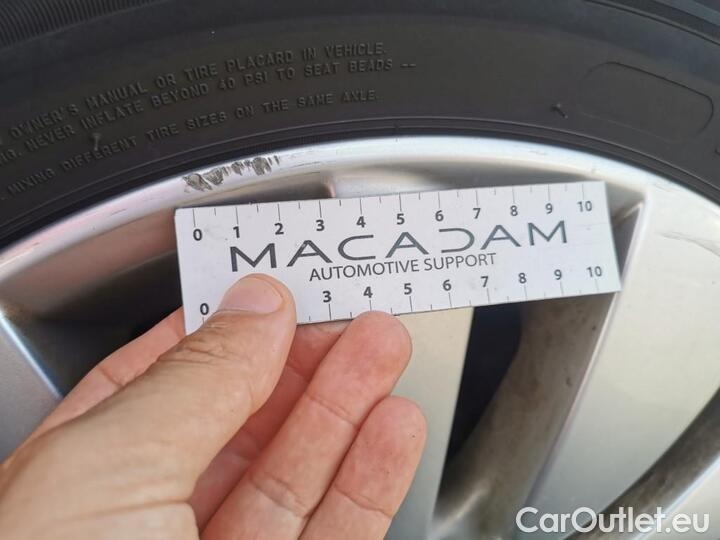 OWNER'S MANUAL OR TIRE PLACARD IN VEHICLE.
NEVER INFLATE BEYOND 40 PSI TO SEAT BEADS --
MIXING DIFFERENT TIRE SIZES ON THE SAME AXLE.
0 1 2 3 4 5 6 7 8 9 10
MACADAM
AUTOMOTIVE SUPPORT
0 3 4 5 6 7 8 9 10
CarOutlet.eu